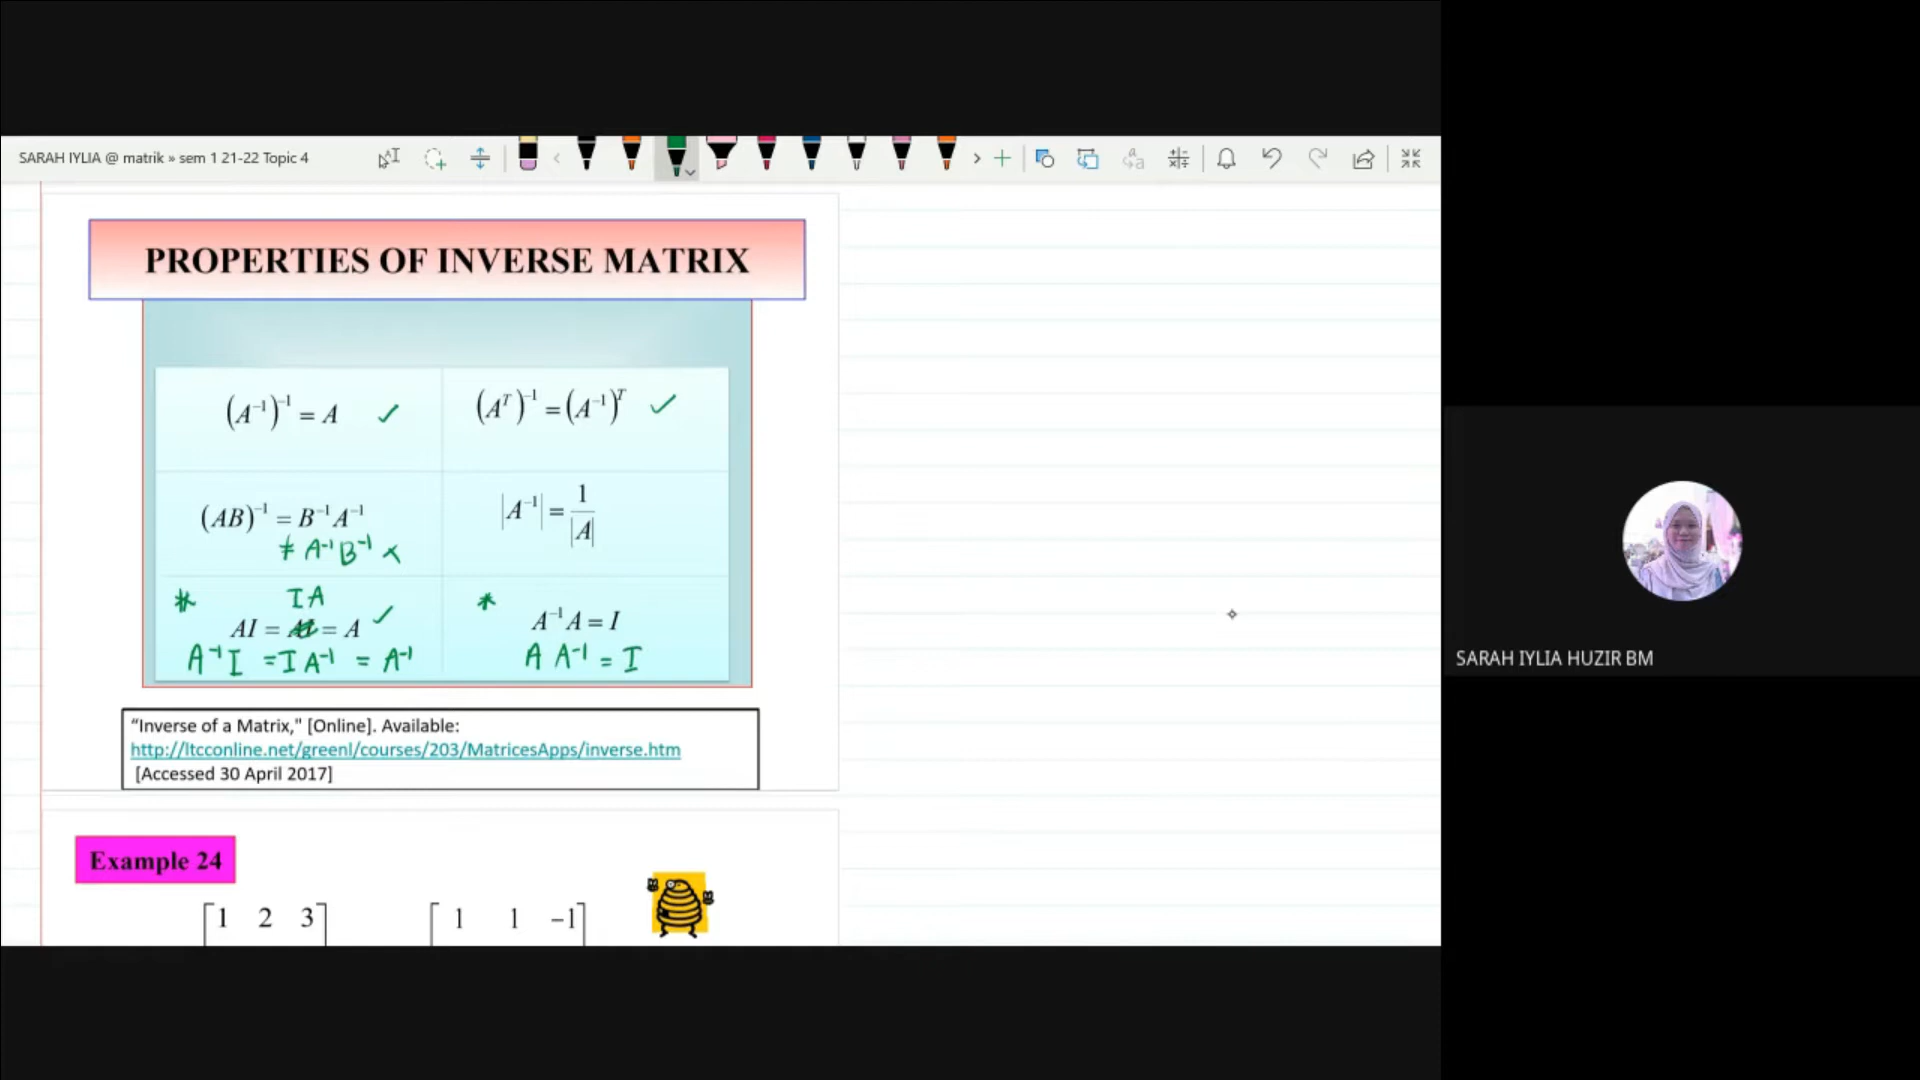 SARAH IYLIA @ matrik » sem 1 21-22 Topic 4
PROPERTIES OF INVERSE MATRIX
(A⁻¹)⁻¹ = A ✓
(Aᵀ)⁻¹ = (A⁻¹)ᵀ ✓
(AB)⁻¹ = B⁻¹A⁻¹
≠ A⁻¹B⁻¹ ×
|A⁻¹| = 1/|A|
* IA
AI = AI = A ✓
A⁻¹I = IA⁻¹ = A⁻¹
*
A⁻¹A = I
A A⁻¹ = I
“Inverse of a Matrix," [Online]. Available:
http://ltcconline.net/greenl/courses/203/MatricesApps/inverse.htm
[Accessed 30 April 2017]
Example 24
[1 2 3]
[1 1 −1]
SARAH IYLIA HUZIR BM